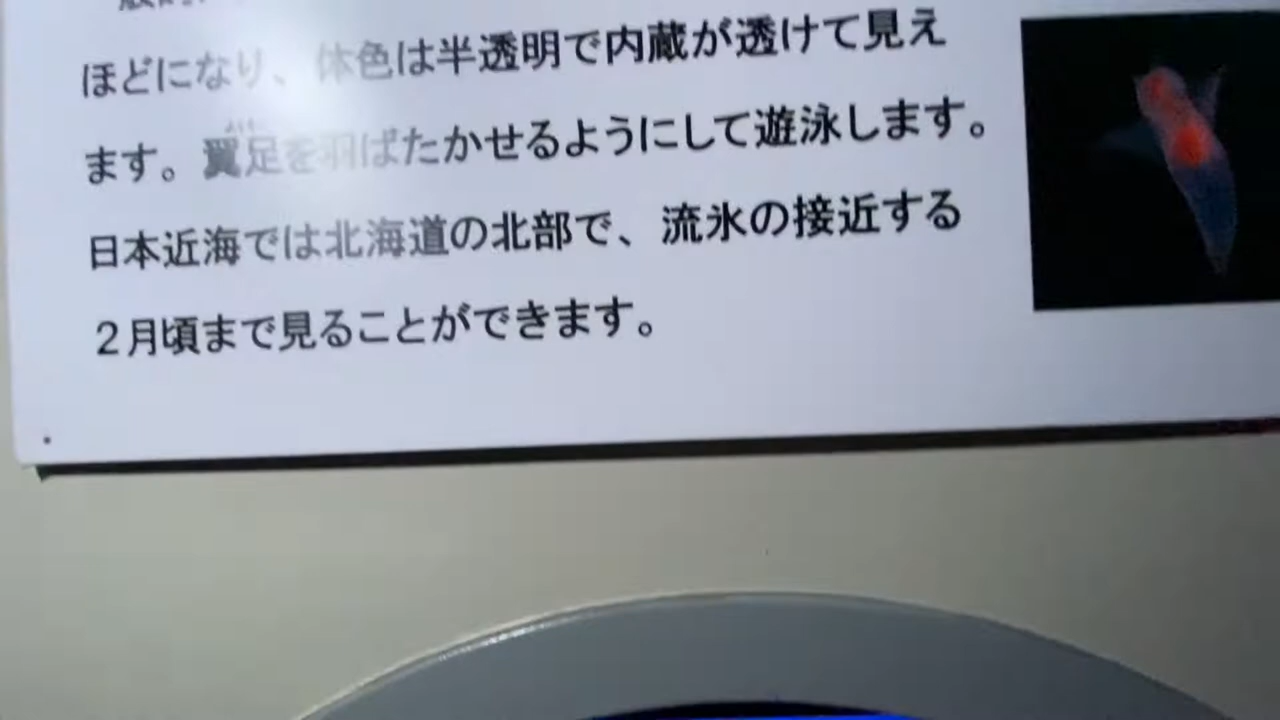 ほどになり、体色は半透明で内蔵が透けて見え
ます。翼足を羽ばたかせるようにして遊泳します。
日本近海では北海道の北部で、流氷の接近する
2月頃まで見ることができます。